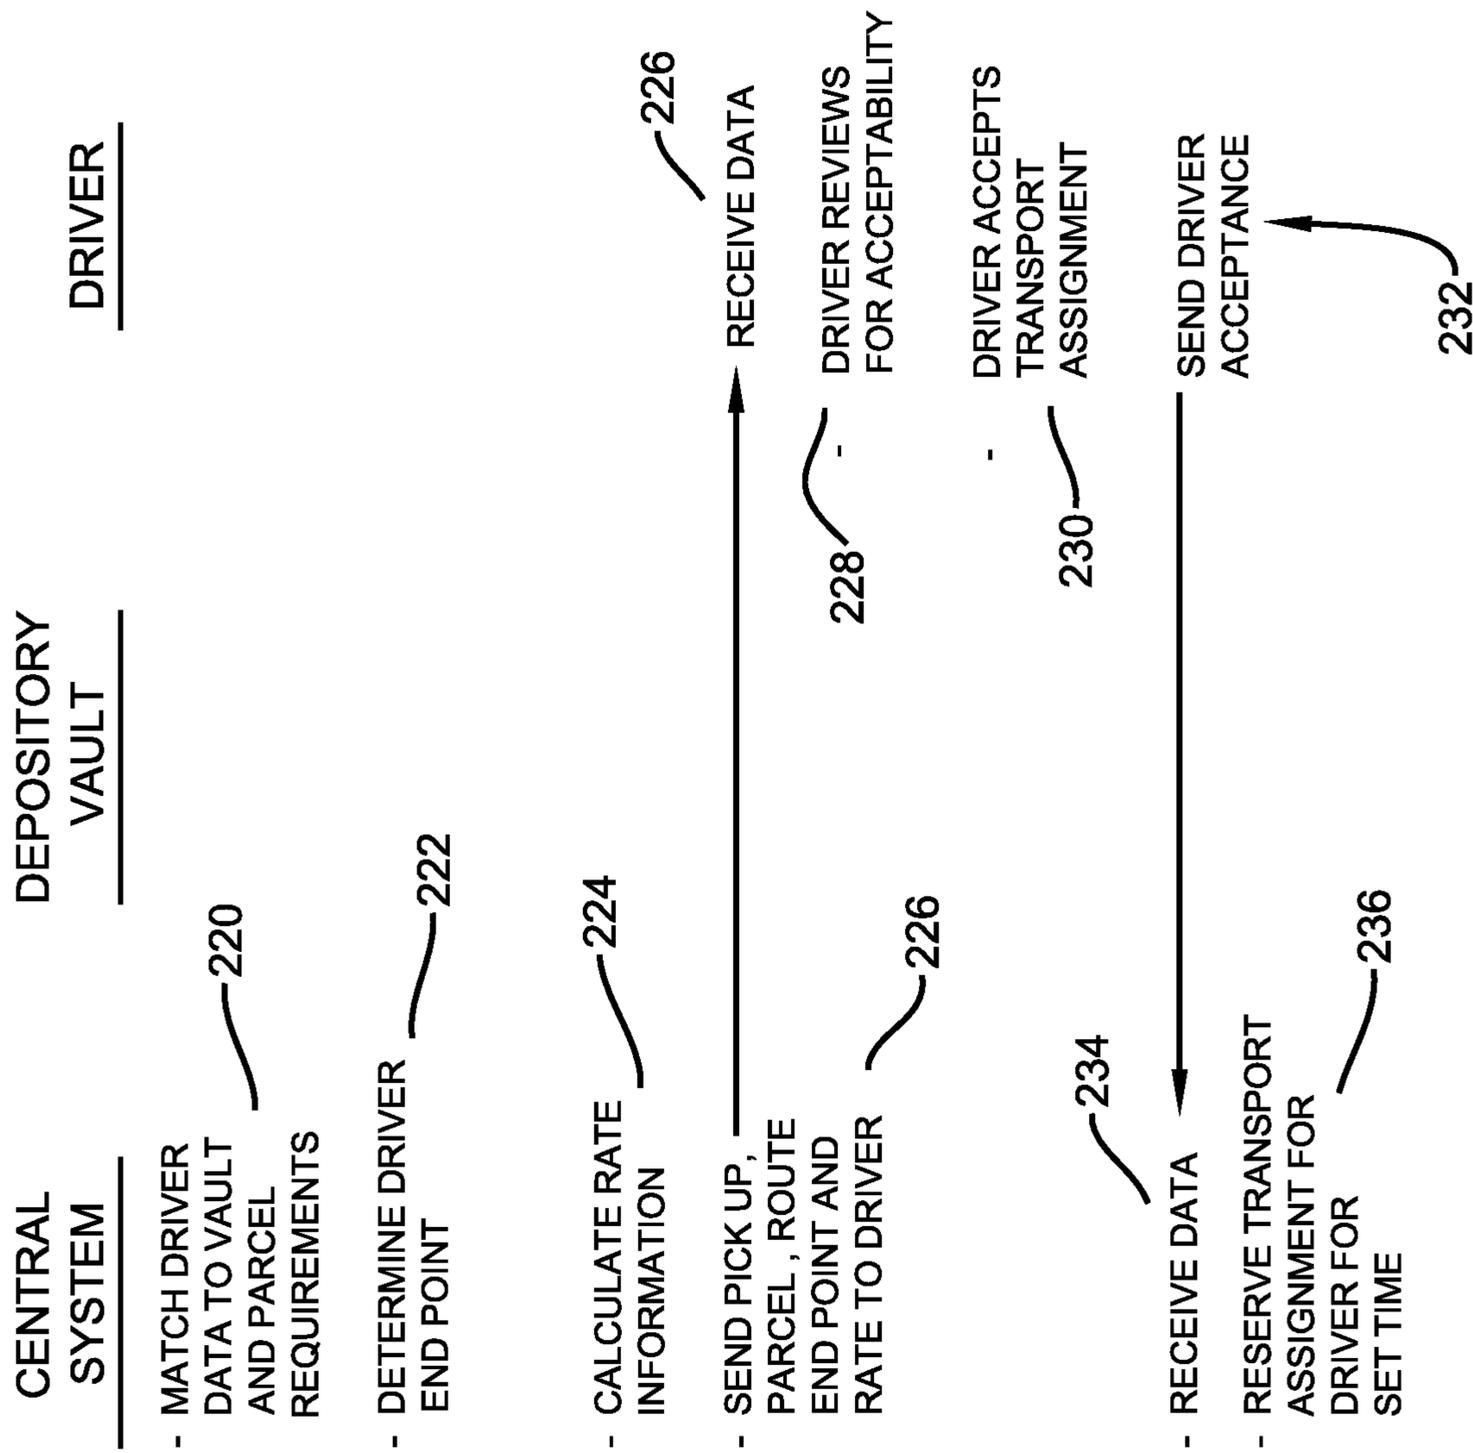 CENTRAL
SYSTEM
DEPOSITORY
VAULT
DRIVER
- MATCH DRIVER
DATA TO VAULT
AND PARCEL
REQUIREMENTS
220
- DETERMINE DRIVER
END POINT
222
- CALCULATE RATE
INFORMATION
224
- SEND PICK UP,
PARCEL , ROUTE
END POINT AND
RATE TO DRIVER
226
RECEIVE DATA
226
- DRIVER REVIEWS
FOR ACCEPTABILITY
228
- DRIVER ACCEPTS
TRANSPORT
ASSIGNMENT
230
SEND DRIVER
ACCEPTANCE
232
- RECEIVE DATA
234
- RESERVE TRANSPORT
ASSIGNMENT FOR
DRIVER FOR
SET TIME
236